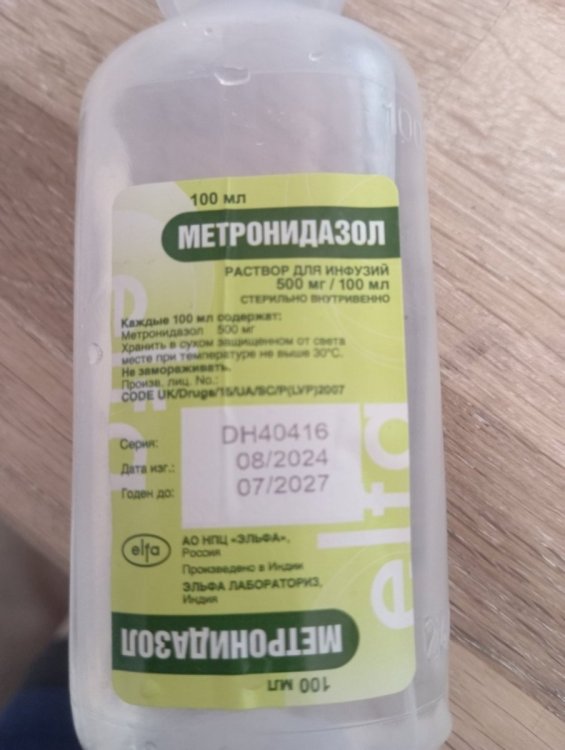 100
100 мл
МЕТРОНИДАЗОЛ
РАСТВОР ДЛЯ ИНФУЗИЙ
500 мг / 100 мл
СТЕРИЛЬНО ВНУТРИВЕННО
Каждые 100 мл содержат:
Метронидазол 500 мг
Хранить в сухом защищенном от света
месте при температуре не выше 30°С.
Не замораживать.
Произв. лиц. No.:
CODE UK/Drugs/15/UA/SC/P(LVP)2007
Серия: DH40416
Дата изг.: 08/2024
Годен до: 07/2027
elfa
elfa
АО НПЦ «ЭЛЬФА»,
Россия
Произведено в Индии
ЭЛЬФА ЛАБОРАТОРИЗ,
Индия
МЕТРОНИДАЗОЛ
100 мл